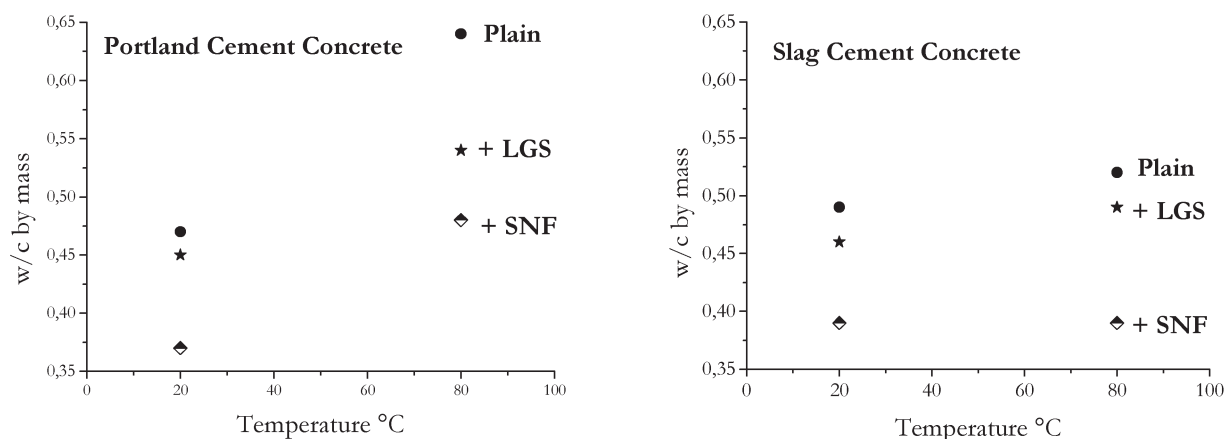 0,65
Portland Cement Concrete
Plain
0,60
0,55
+ LGS
w/c by mass
0,50
+ SNF
0,45
0,40
0,35
0
20
40
60
80
100
Temperature °C
0,65
Slag Cement Concrete
0,60
0,55
Plain
w/c by mass
0,50
+ LGS
0,45
0,40
+ SNF
0,35
0
20
40
60
80
100
Temperature °C